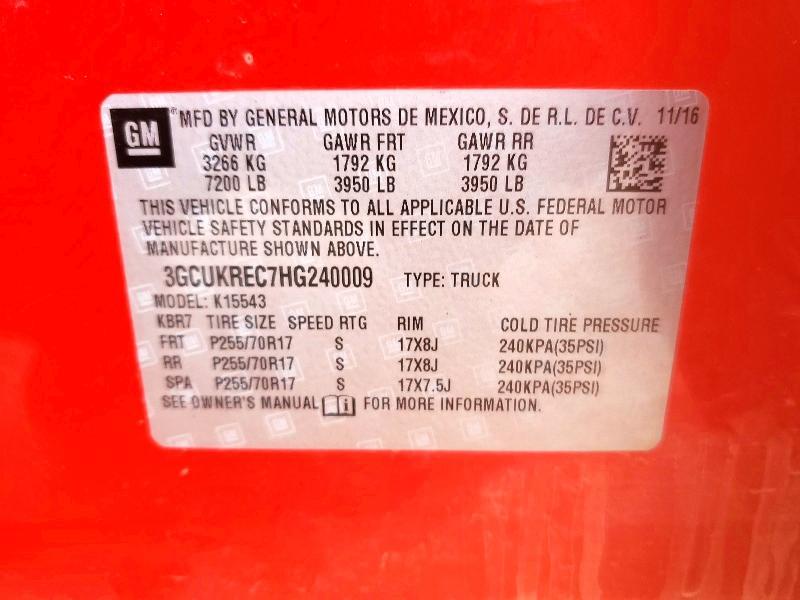 GM ® MFD BY GENERAL MOTORS DE MEXICO, S. DE R.L. DE C.V. 11/16
GVWR GAWR FRT GAWR RR
3266 KG 1792 KG 1792 KG
7200 LB 3950 LB 3950 LB
THIS VEHICLE CONFORMS TO ALL APPLICABLE U.S. FEDERAL MOTOR
VEHICLE SAFETY STANDARDS IN EFFECT ON THE DATE OF
MANUFACTURE SHOWN ABOVE.
3GCUKREC7HG240009 TYPE: TRUCK
MODEL: K15543
KBR7 TIRE SIZE SPEED RTG RIM COLD TIRE PRESSURE
FRT P255/70R17 S 17X8J 240KPA(35PSI)
RR P255/70R17 S 17X8J 240KPA(35PSI)
SPA P255/70R17 S 17X7.5J 240KPA(35PSI)
SEE OWNER'S MANUAL i FOR MORE INFORMATION.